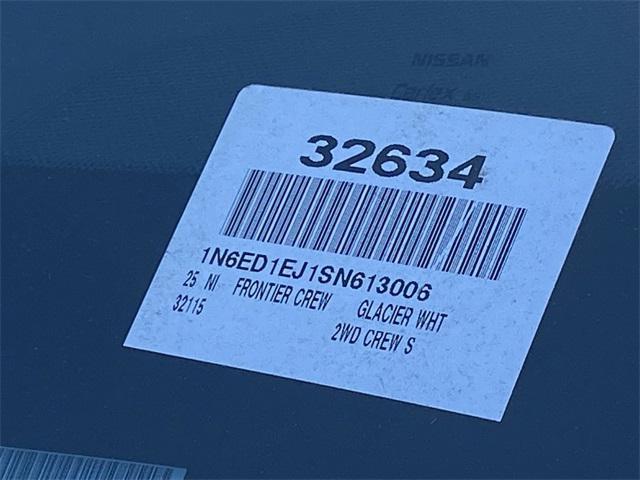 NISSAN
32634
1N6ED1EJ1SN613006
25 NI FRONTIER CREW GLACIER WHT
32115 2WD CREW S